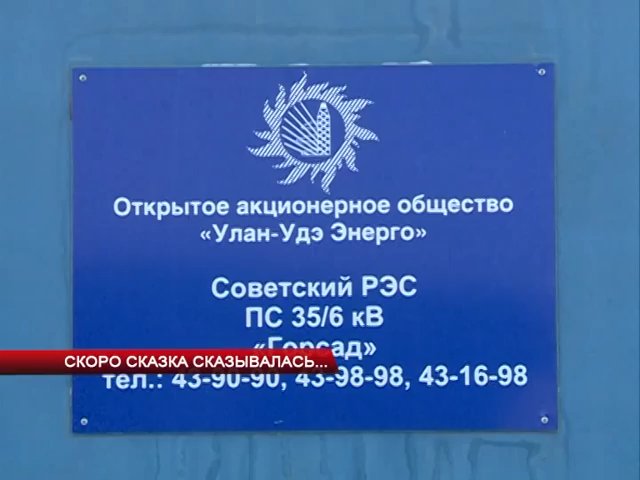 Открытое акционерное общество
«Улан-Удэ Энерго»
Советский РЭС
ПС 35/6 кВ
«Горсад»
СКОРО СКАЗКА СКАЗЫВАЛАСЬ...
тел.: 43-90-90, 43-98-98, 43-16-98